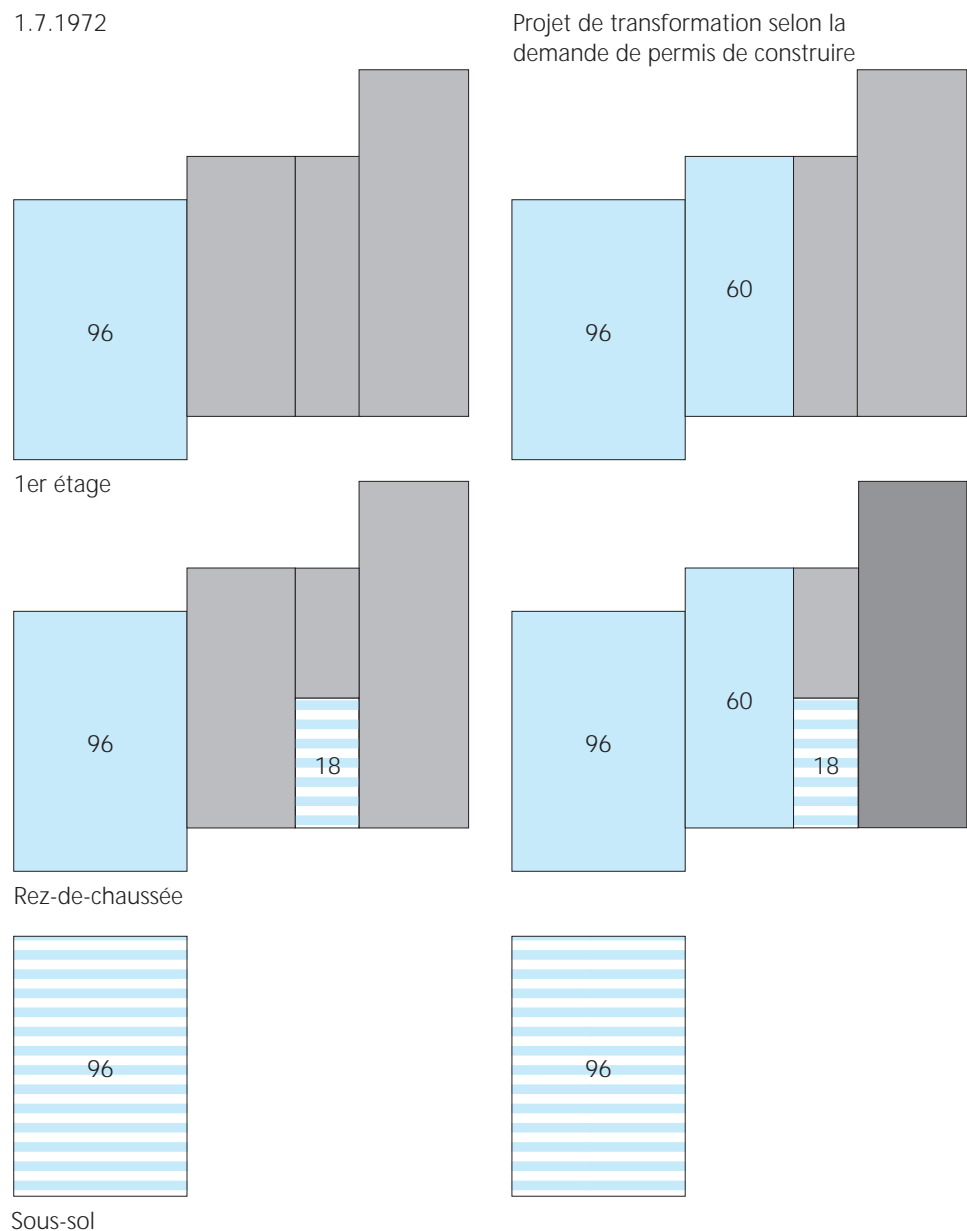 1.7.1972
Projet de transformation selon la
demande de permis de construire
96
96
60
1er étage
96
18
96
60
18
Rez-de-chaussée
96
96
Sous-sol